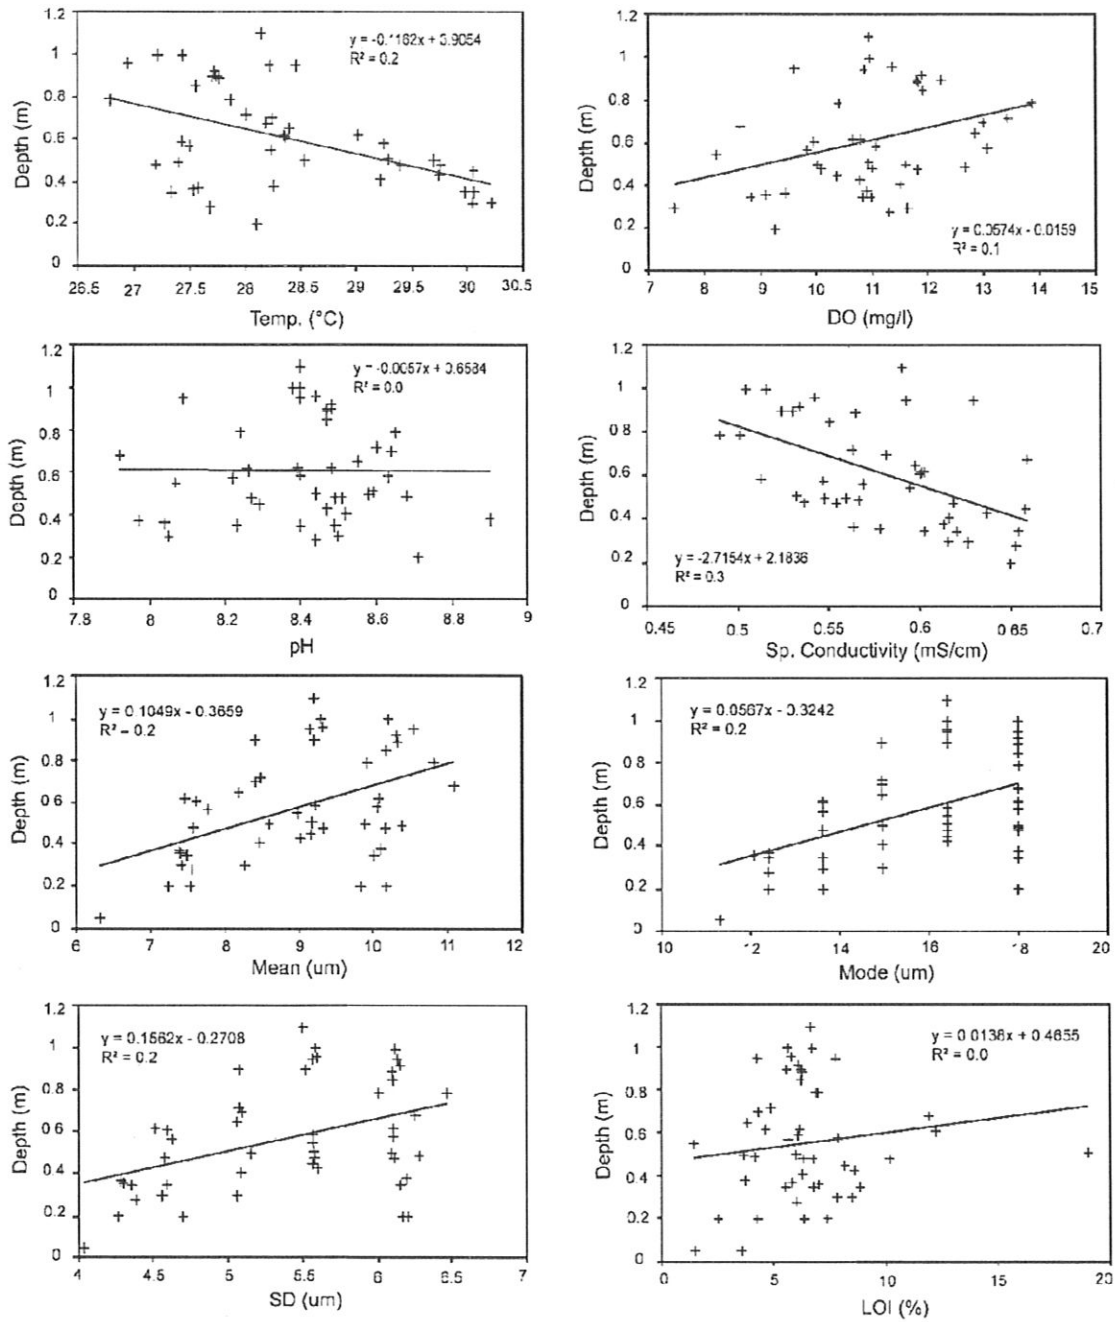 1.2
1
0.8
0.6
0.4
0.2
0
Depth (m)
y = -0.1162x + 3.9054
R² = 0.2
26.5 27 27.5 28 28.5 29 29.5 30 30.5
Temp. (°C)
1.2
1
0.8
0.6
0.4
0.2
0
Depth (m)
y = 0.0574x - 0.0159
R² = 0.1
7 8 9 10 11 12 13 14 15
DO (mg/l)
1.2
1
0.8
0.6
0.4
0.2
0
Depth (m)
y = -0.0057x + 0.6584
R² = 0.0
7.8 8 8.2 8.4 8.6 8.8 9
pH
1.2
1
0.8
0.6
0.4
0.2
0
Depth (m)
y = -2.7154x + 2.1836
R² = 0.3
0.45 0.5 0.55 0.6 0.65 0.7
Sp. Conductivity (mS/cm)
1.2
1
0.8
0.6
0.4
0.2
0
Depth (m)
y = 0.1049x - 0.3659
R² = 0.2
6 7 8 9 10 11 12
Mean (um)
1.2
1
0.8
0.6
0.4
0.2
0
Depth (m)
y = 0.0567x - 0.3242
R² = 0.2
10 12 14 16 18 20
Mode (um)
1.2
1
0.8
0.6
0.4
0.2
0
Depth (m)
y = 0.1562x - 0.2708
R² = 0.2
4 4.5 5 5.5 6 6.5 7
SD (um)
1.2
1
0.8
0.6
0.4
0.2
0
Depth (m)
y = 0.0138x + 0.4655
R² = 0.0
0 5 10 15 20
LOI (%)